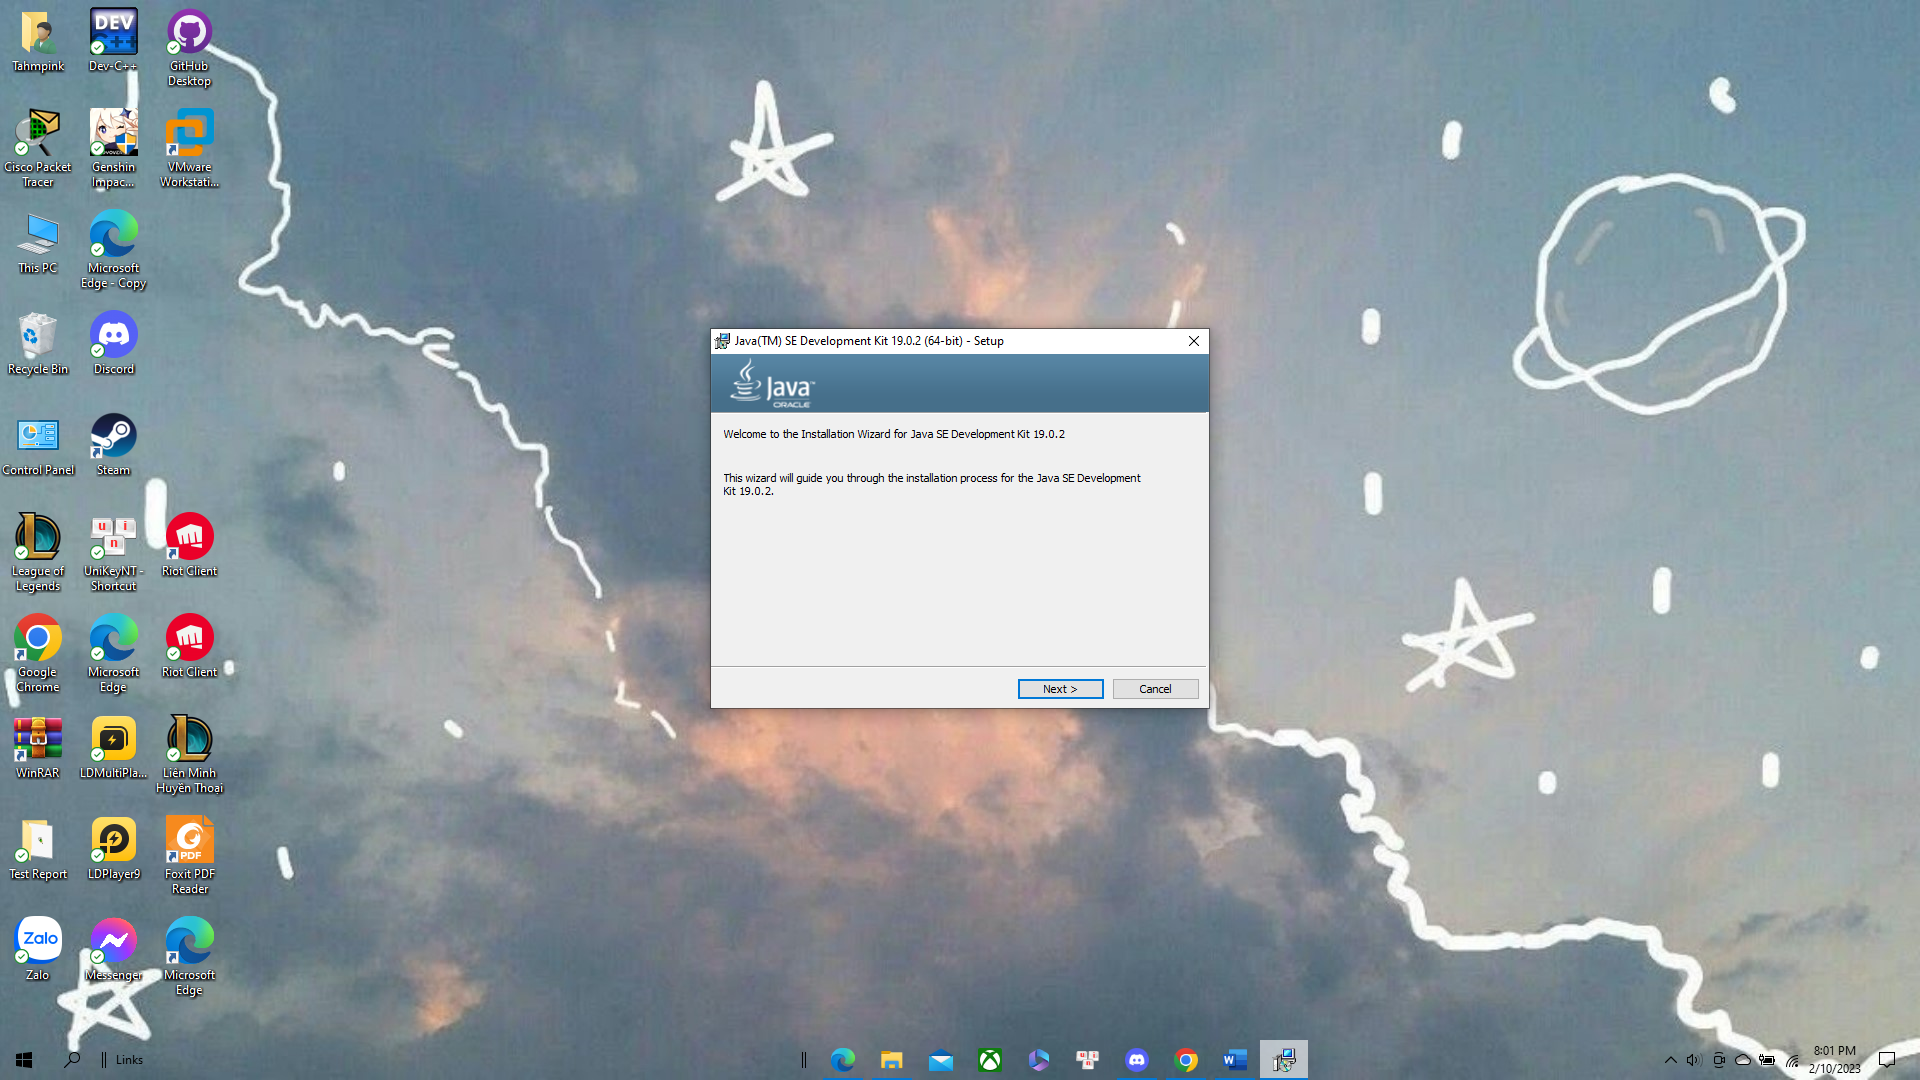 Tahmpink
DEV
C++
Dev-C++
GitHub
Desktop
Cisco Packet
Tracer
Genshin
Impac...
VMware
Workstati...
This PC
Microsoft
Edge - Copy
Recycle Bin
Discord
Control Panel
Steam
League of
Legends
u i
n
UniKeyNT -
Shortcut
Riot Client
Google
Chrome
Microsoft
Edge
Riot Client
WinRAR
LDMultiPla...
Liên Minh
Huyền Thoại
Test Report
LDPlayer9
PDF
Foxit PDF
Reader
Zalo
Zalo
Messenger
Microsoft
Edge
Java(TM) SE Development Kit 19.0.2 (64-bit) - Setup
Java™
ORACLE
Welcome to the Installation Wizard for Java SE Development Kit 19.0.2
This wizard will guide you through the installation process for the Java SE Development
Kit 19.0.2.
Next >
Cancel
Links
u i
n
W
8:01 PM
2/10/2023